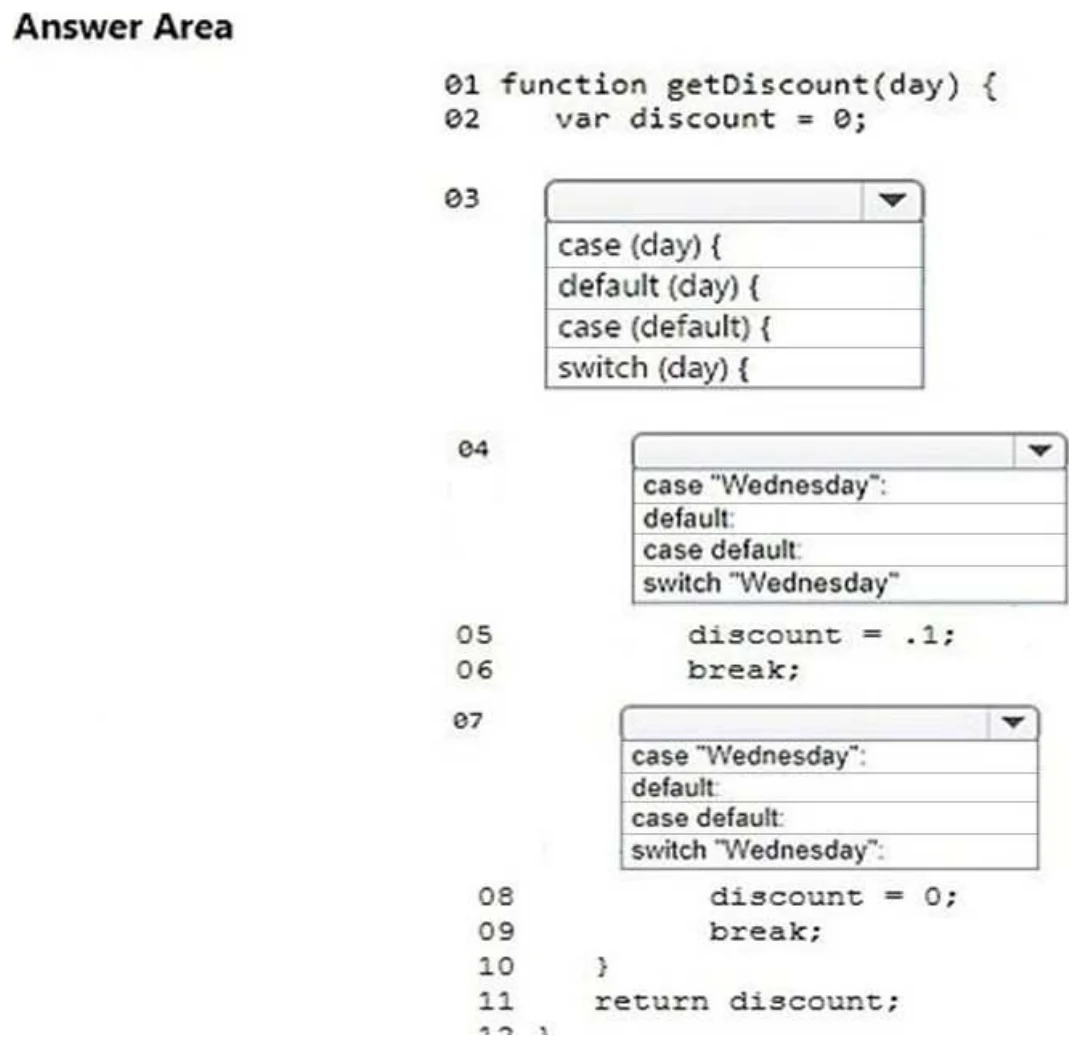 Answer Area
01 function getDiscount(day) {
02 var discount = 0;
03
case (day) {
default (day) {
case (default) {
switch (day) {
04
case "Wednesday":
default:
case default:
switch "Wednesday"
05 discount = .1;
06 break;
07
case "Wednesday":
default:
case default:
switch "Wednesday":
08 discount = 0;
09 break;
10 }
11 return discount;